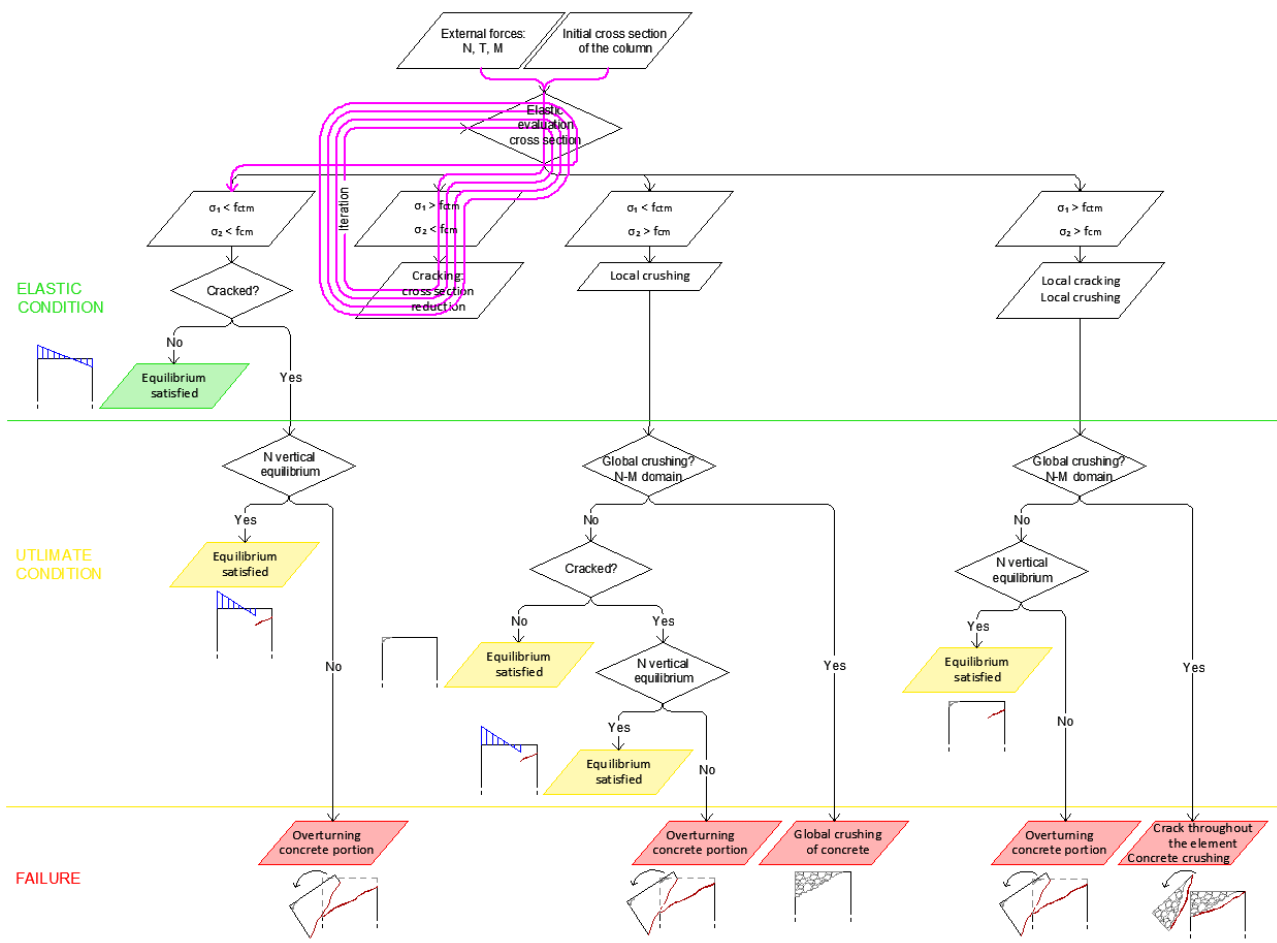 External forces:
N, T, M
Initial cross section
of the column
Elastic
evaluation
cross section
Iteration
σ₁ < fctm
σ₂ < fcm
σ₁ > fctm
σ₂ < fcm
σ₁ < fctm
σ₂ > fcm
σ₁ > fctm
σ₂ > fcm
ELASTIC
CONDITION
Cracked?
Cracking:
cross section
reduction
Local crushing
Local cracking
Local crushing
No
Yes
Equilibrium
satisfied
N vertical
equilibrium
Global crushing?
N-M domain
Global crushing?
N-M domain
UTLIMATE
CONDITION
Yes
No
Equilibrium
satisfied
No
Yes
Cracked?
No
Yes
Equilibrium
satisfied
N vertical
equilibrium
Yes
No
Equilibrium
satisfied
No
Yes
N vertical
equilibrium
Yes
No
Equilibrium
satisfied
FAILURE
Overturning
concrete portion
Overturning
concrete portion
Global crushing
of concrete
Overturning
concrete portion
Crack throughout
the element
Concrete crushing